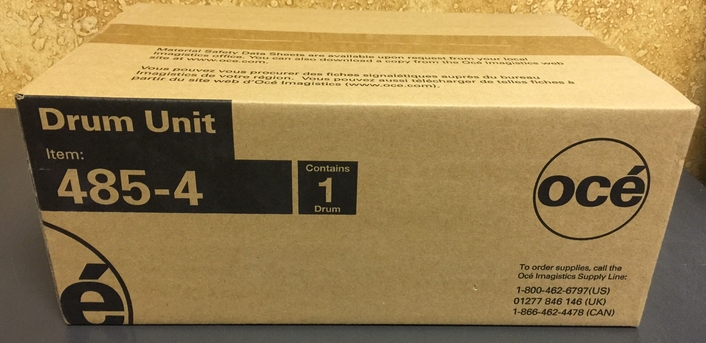 Material Safety Data Sheets are available upon request from your local
Imagistics office. You can also download a copy from the Océ Imagistics web
site at www.oce.com.
Vous pouvez vous procurer des fiches signalétiques auprès du bureau
Imagistics de votre région. Vous pouvez aussi télécharger de telles fiches à
partir du site web d'Océ Imagistics (www.oce.com).
Drum Unit
Item:
485-4
Contains
1
Drum
océ
é
To order supplies, call the
Océ Imagistics Supply Line:
1-800-462-6797(US)
01277 846 146 (UK)
1-866-462-4478 (CAN)